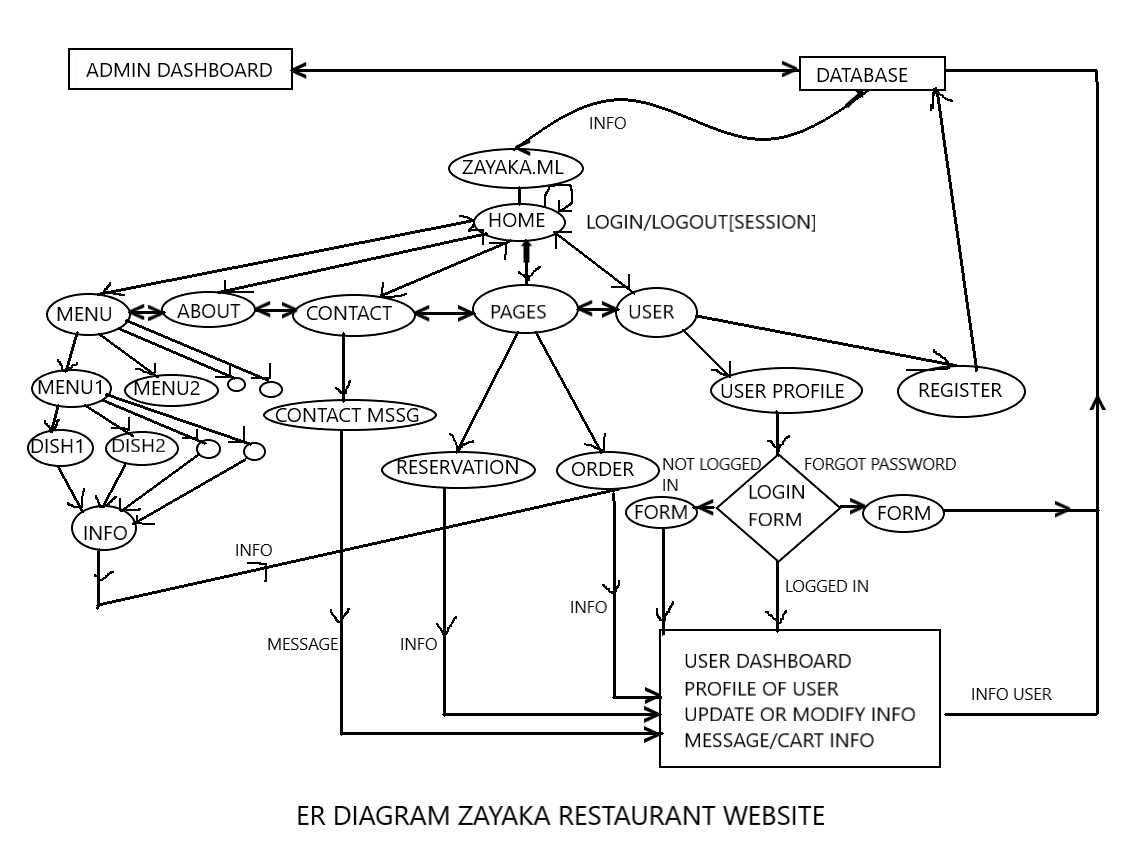 ADMIN DASHBOARD
DATABASE
INFO
ZAYAKA.ML
HOME
LOGIN/LOGOUT[SESSION]
MENU
ABOUT
CONTACT
PAGES
USER
MENU1
MENU2
CONTACT MSSG
USER PROFILE
REGISTER
DISH1
DISH2
RESERVATION
ORDER
NOT LOGGED
IN
FORGOT PASSWORD
LOGIN
FORM
FORM
FORM
INFO
INFO
LOGGED IN
INFO
MESSAGE
INFO
USER DASHBOARD
PROFILE OF USER
UPDATE OR MODIFY INFO
MESSAGE/CART INFO
INFO USER
ER DIAGRAM ZAYAKA RESTAURANT WEBSITE